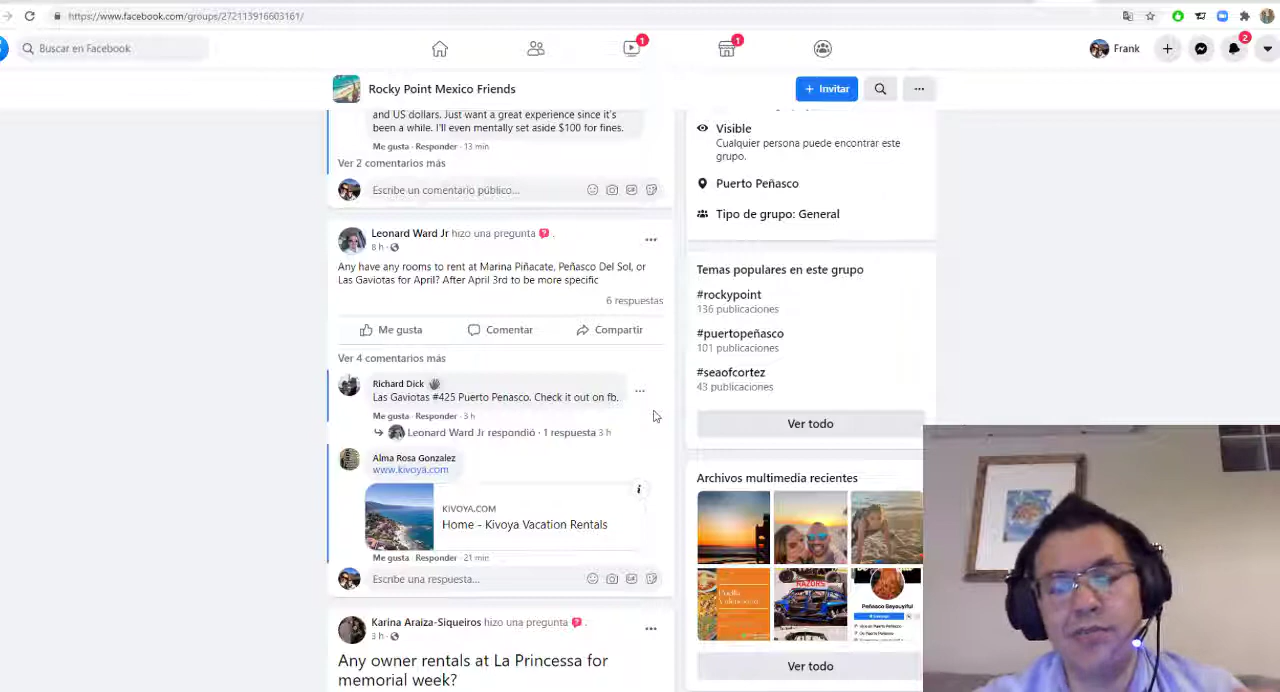 https://www.facebook.com/groups/272113916603161/
Buscar en Facebook
1
1
Frank
2
Rocky Point Mexico Friends
Invitar
and US dollars. Just want a great experience since it's
been a while. I'll even mentally set aside $100 for fines.
Me gusta · Responder · 13 min
Ver 2 comentarios más
Escribe un comentario público...
Leonard Ward Jr hizo una pregunta
8 h ·
Any have any rooms to rent at Marina Piñacate, Peñasco Del Sol, or
Las Gaviotas for April? After April 3rd to be more specific
6 respuestas
Me gusta
Comentar
Compartir
Ver 4 comentarios más
Richard Dick
Las Gaviotas #425 Puerto Penasco. Check it out on fb.
Me gusta · Responder · 3 h
Leonard Ward Jr respondió · 1 respuesta 3 h
Alma Rosa Gonzalez
www.kivoya.com
KIVOYA.COM
Home - Kivoya Vacation Rentals
Me gusta · Responder · 21 min
Escribe una respuesta...
Karina Araiza-Siqueiros hizo una pregunta
3 h ·
Any owner rentals at La Princessa for
memorial week?
Visible
Cualquier persona puede encontrar este
grupo.
Puerto Peñasco
Tipo de grupo: General
Temas populares en este grupo
#rockypoint
136 publicaciones
#puertopeñasco
101 publicaciones
#seaofcortez
43 publicaciones
Ver todo
Archivos multimedia recientes
Paella
Valenciana
RAZORS
Peñasco Bayouyiful
Ver todo